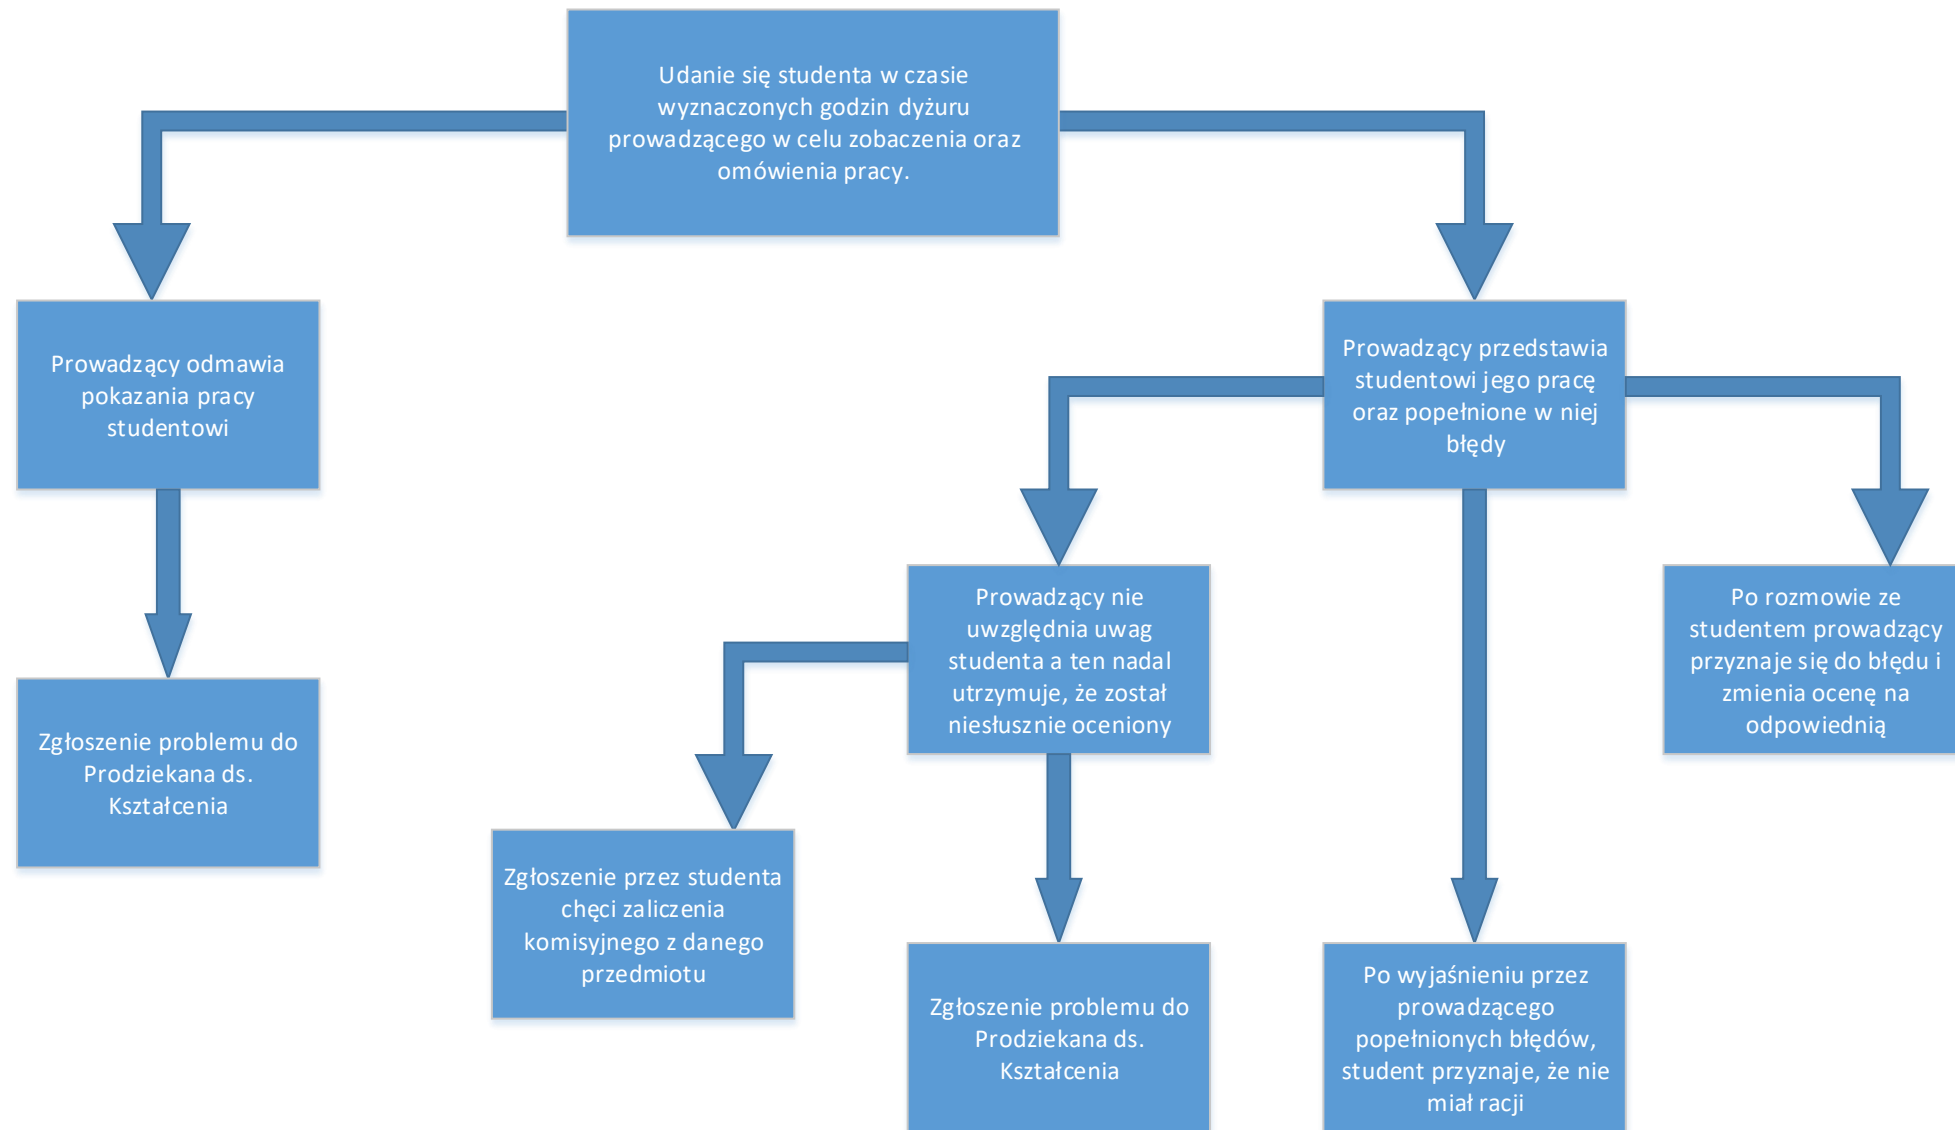 Udanie się studenta w czasie
wyznaczonych godzin dyżuru
prowadzącego w celu zobaczenia oraz
omówienia pracy.
Prowadzący odmawia
pokazania pracy
studentowi
Prowadzący przedstawia
studentowi jego pracę
oraz popełnione w niej
błędy
Zgłoszenie problemu do
Prodziekana ds.
Kształcenia
Prowadzący nie
uwzględnia uwag
studenta a ten nadal
utrzymuje, że został
niesłusznie oceniony
Po rozmowie ze
studentem prowadzący
przyznaje się do błędu i
zmienia ocenę na
odpowiednią
Zgłoszenie przez studenta
chęci zaliczenia
komisyjnego z danego
przedmiotu
Zgłoszenie problemu do
Prodziekana ds.
Kształcenia
Po wyjaśnieniu przez
prowadzącego
popełnionych błędów,
student przyznaje, że nie
miał racji